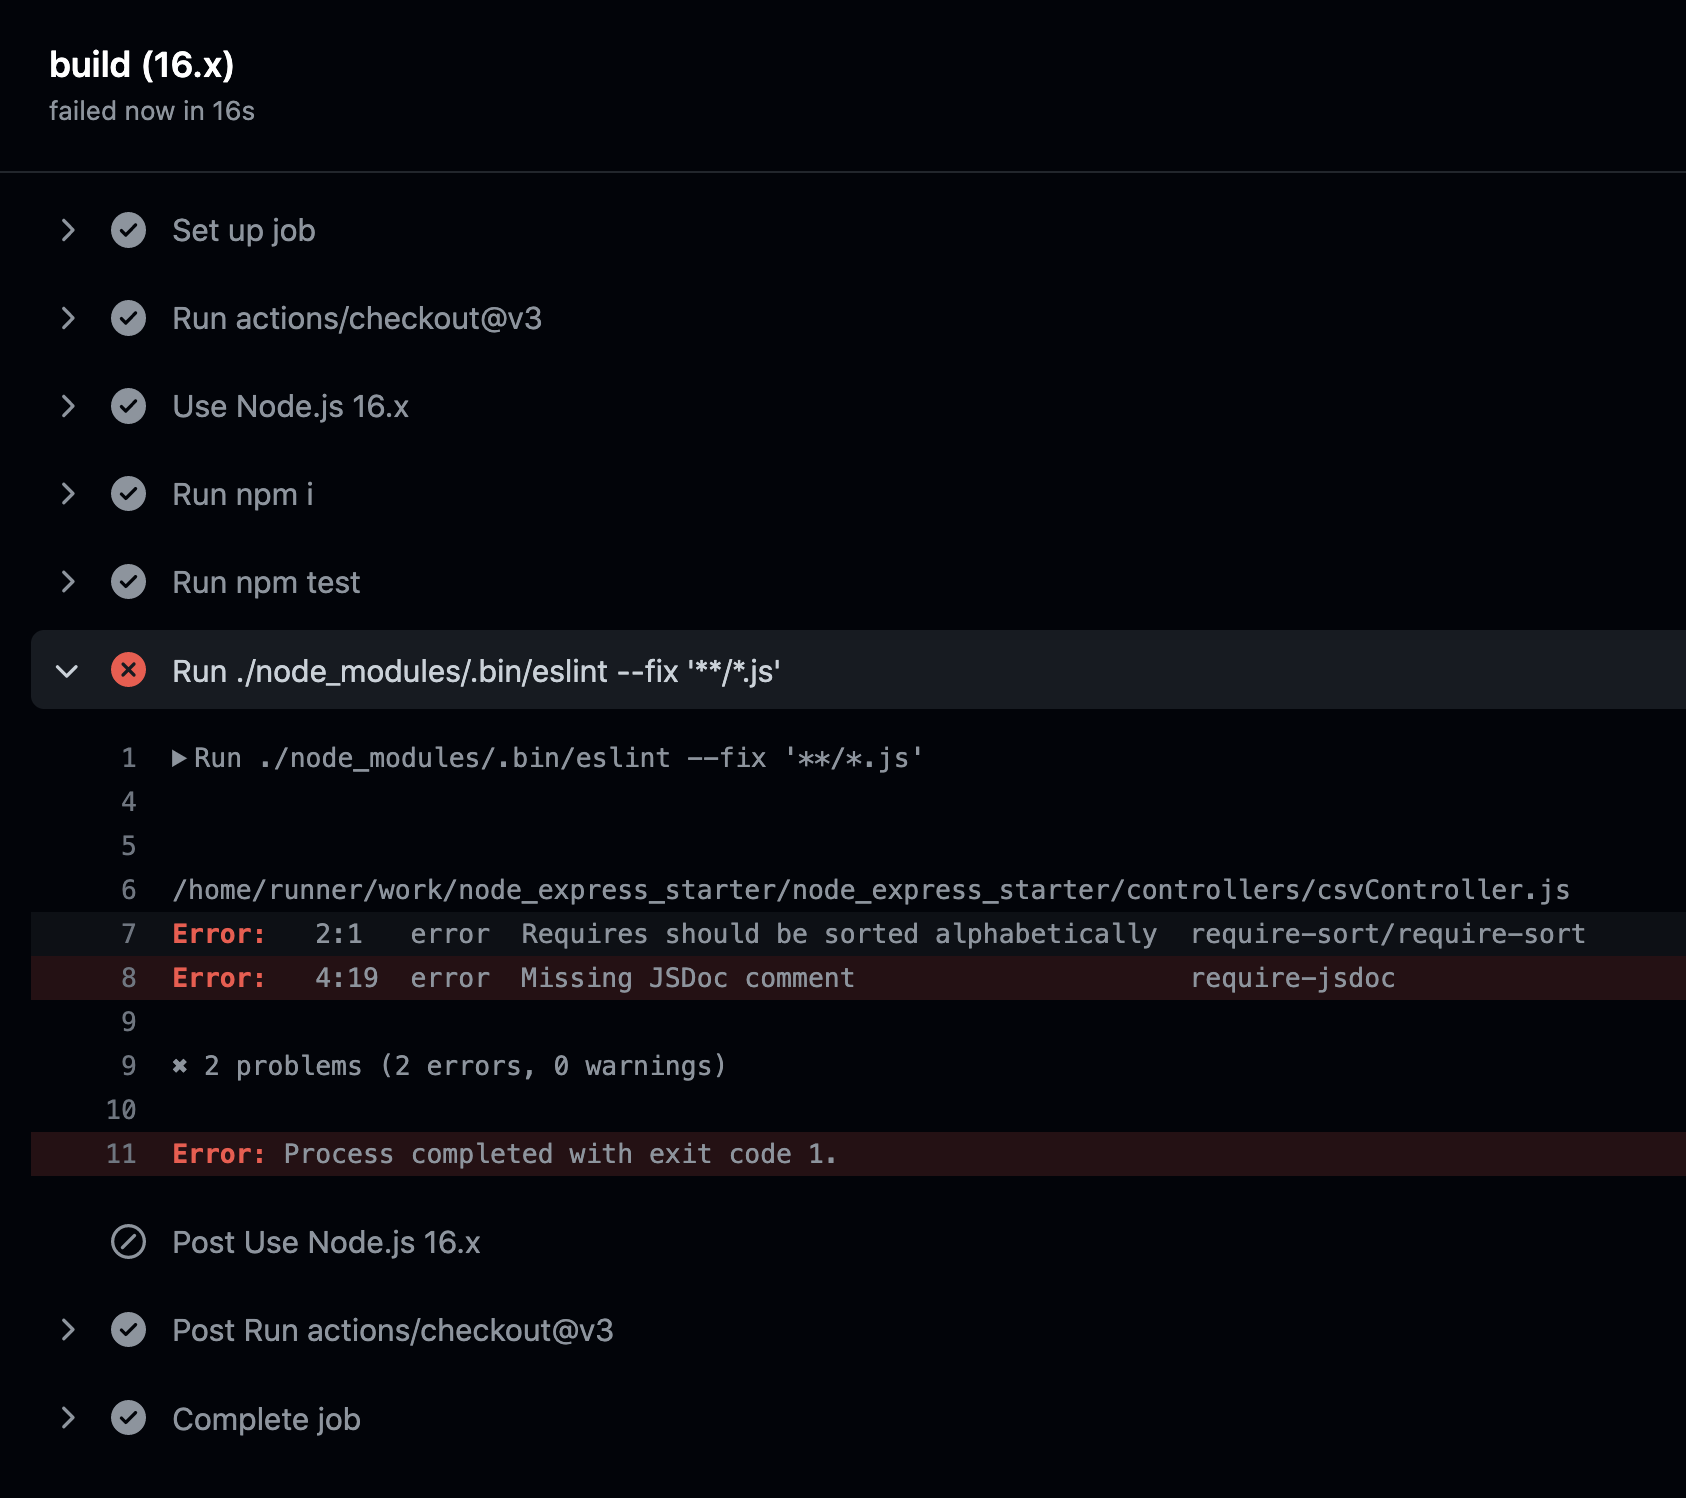 build (16.x)
failed now in 16s
Set up job
Run actions/checkout@v3
Use Node.js 16.x
Run npm i
Run npm test
Run ./node_modules/.bin/eslint --fix '**/*.js'
1 ▶Run ./node_modules/.bin/eslint --fix '**/*.js'
4
5
6 /home/runner/work/node_express_starter/node_express_starter/controllers/csvController.js
7 Error:   2:1   error  Requires should be sorted alphabetically  require-sort/require-sort
8 Error:   4:19  error  Missing JSDoc comment                     require-jsdoc
9
9 ✖ 2 problems (2 errors, 0 warnings)
10
11 Error: Process completed with exit code 1.
Post Use Node.js 16.x
Post Run actions/checkout@v3
Complete job